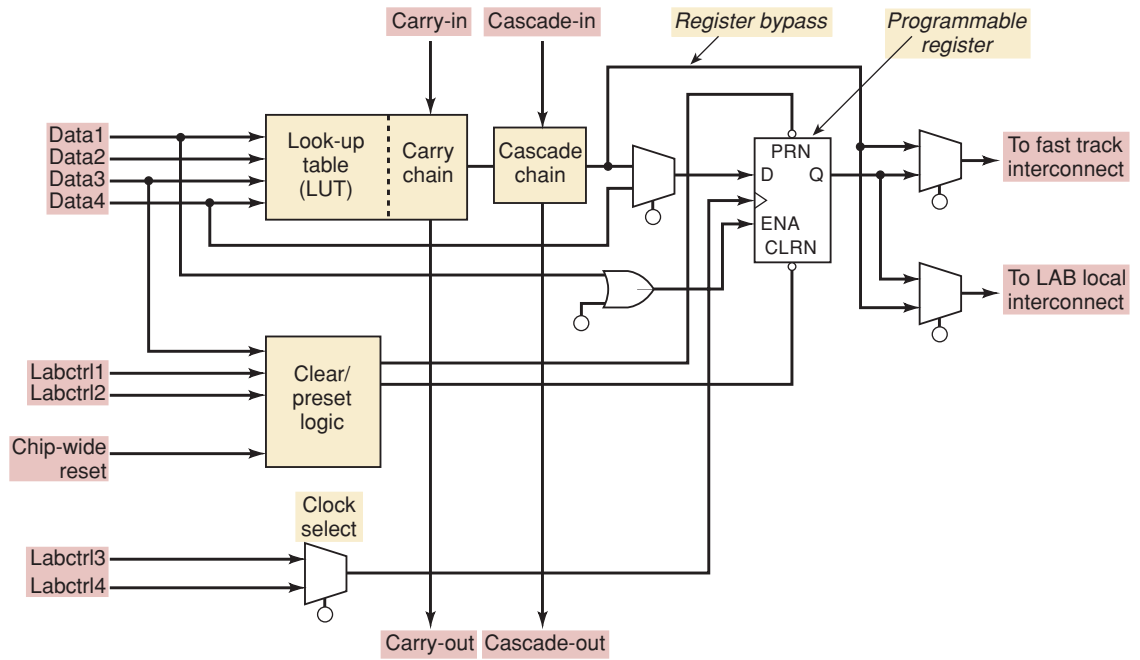 Carry-in
Cascade-in
Register bypass
Programmable
register
Data1
Data2
Data3
Data4
Look-up
table
(LUT)
Carry
chain
Cascade
chain
PRN
D
Q
ENA
CLRN
To fast track
interconnect
To LAB local
interconnect
Labctrl1
Labctrl2
Clear/
preset
logic
Chip-wide
reset
Clock
select
Labctrl3
Labctrl4
Carry-out
Cascade-out